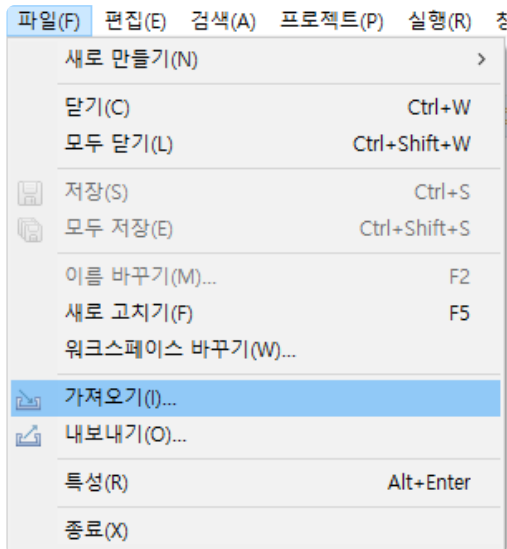 파일(F) 편집(E) 검색(A) 프로젝트(P) 실행(R)
새로 만들기(N) >
닫기(C) Ctrl+W
모두 닫기(L) Ctrl+Shift+W
저장(S) Ctrl+S
모두 저장(E) Ctrl+Shift+S
이름 바꾸기(M)... F2
새로 고치기(F) F5
워크스페이스 바꾸기(W)...
가져오기(I)...
내보내기(O)...
특성(R) Alt+Enter
종료(X)